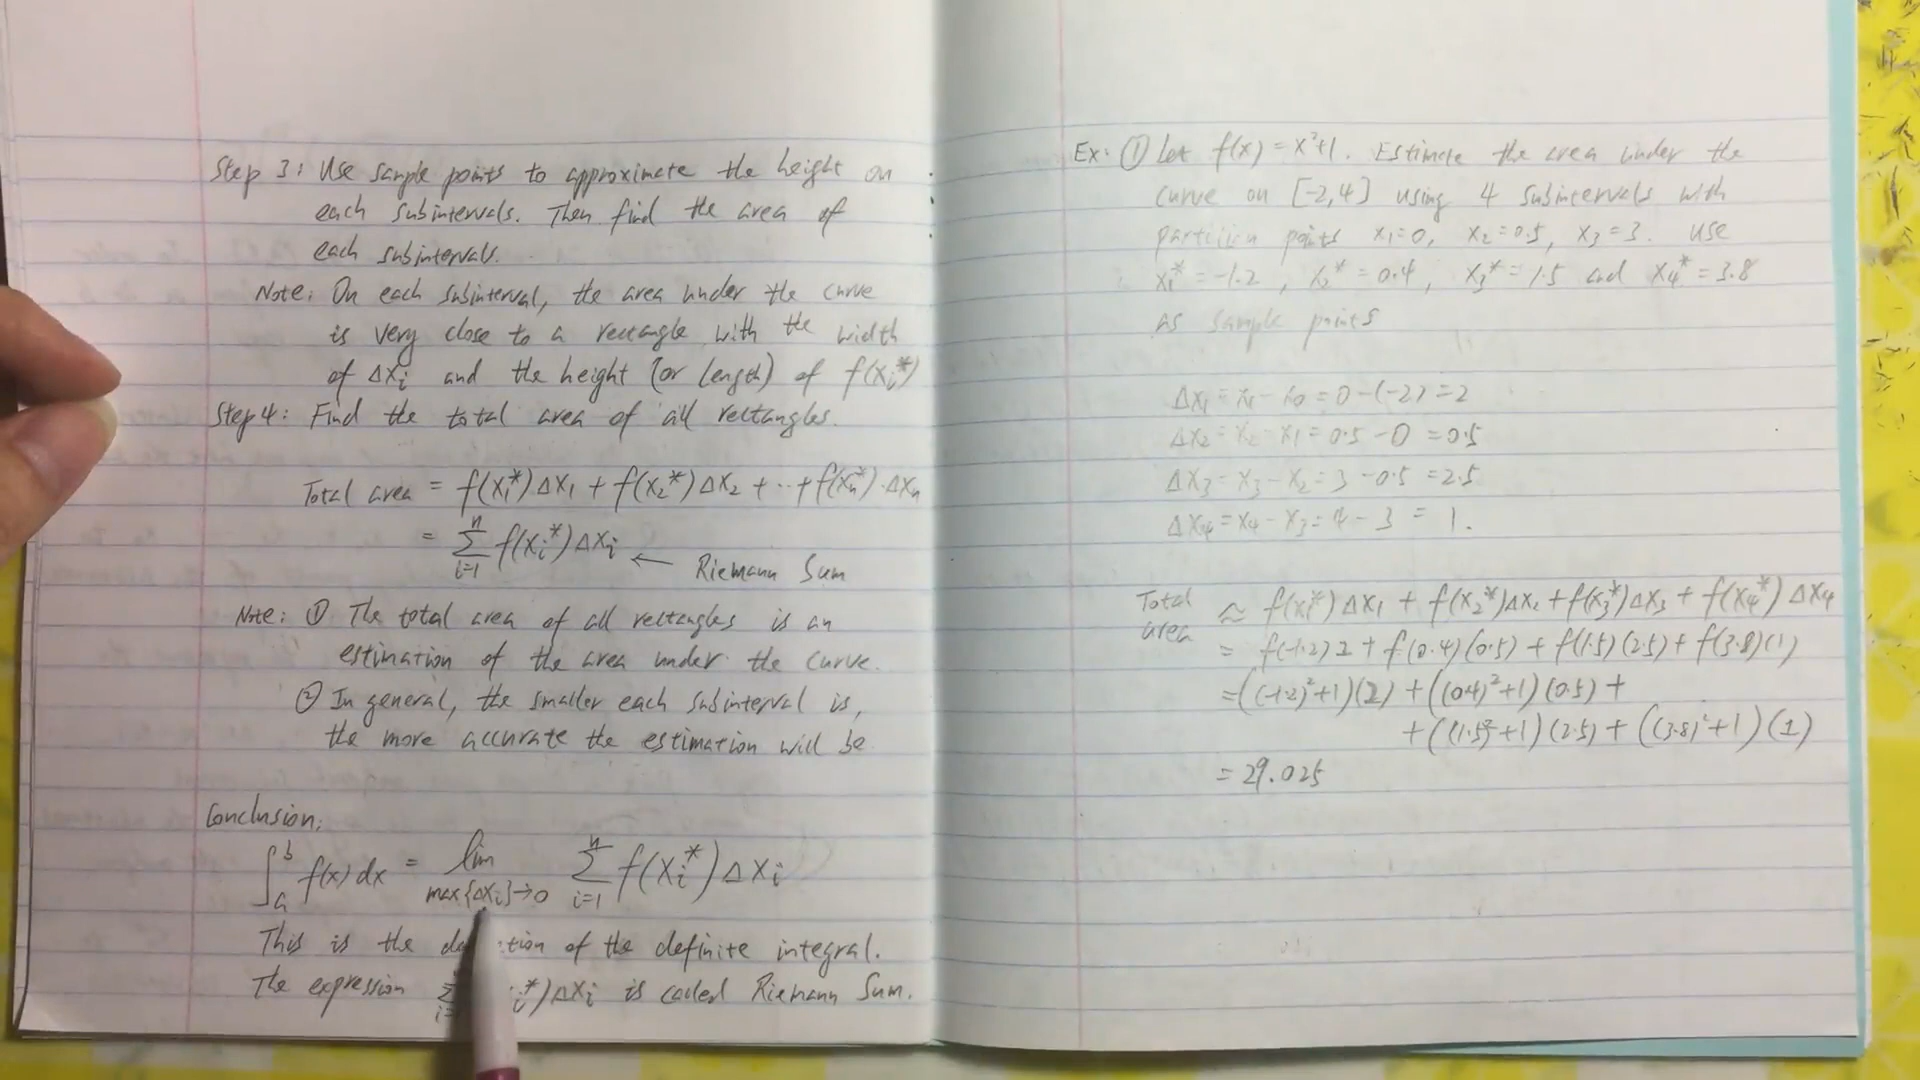 Step 3: Use sample points to approximate the height on
each subintervals. Then find the area of
each subinterval.
Note: On each subinterval, the area under the curve
is very close to a rectangle with the width
of Δxi and the height (or length) of f(xi*)
Step 4: Find the total area of all rectangles.
Total area = f(x1*)Δx1 + f(x2*)Δx2 + ... + f(xn*)·Δxn
= Σ i=1 n f(xi*)Δxi ← Riemann Sum
Note: ① The total area of all rectangles is an
estimation of the area under the curve.
② In general, the smaller each subinterval is,
the more accurate the estimation will be
Conclusion:
∫ a b f(x) dx = lim max{Δxi}→0 Σ i=1 n f(xi*)Δxi
This is the of the definite integral.
The expression Σ i*)Δxi is called Riemann Sum.
Ex: ① Let f(x) = x²+1. Estimate the area under the
curve on [-2,4] using 4 subintervals with
partition points x1=0, x2=0.5, x3=3. Use
x1* = -1.2, x2* = 0.4, x3* = 1.5 and x4* = 3.8
as sample points
Δx1 = x1 - x0 = 0-(-2) = 2
Δx2 = x2 - x1 = 0.5 - 0 = 0.5
Δx3 = x3 - x2 = 3 - 0.5 = 2.5
Δx4 = x4 - x3 = 4 - 3 = 1.
Total area ≈ f(x1*)Δx1 + f(x2*)Δx2 + f(x3*)Δx3 + f(x4*)Δx4
= f(-1.2)2 + f(0.4)(0.5) + f(1.5)(2.5) + f(3.8)(1)
= ((-1.2)²+1)(2) + ((0.4)²+1)(0.5) +
+ ((1.5)²+1)(2.5) + ((3.8)²+1)(1)
= 29.025